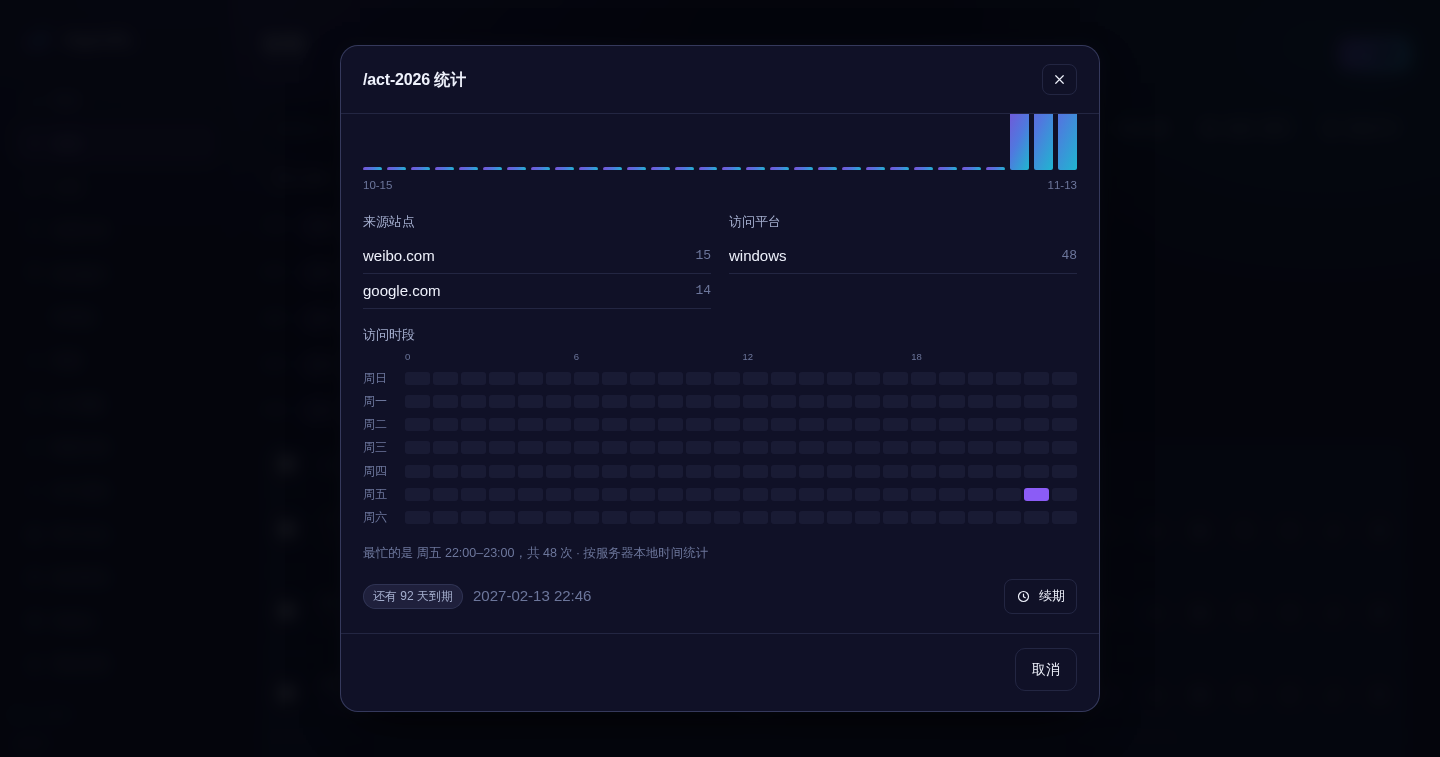 /act-2026 统计
10-15 11-13
来源站点 访问平台
weibo.com 15 windows 48
google.com 14
访问时段
0 6 12 18
周日
周一
周二
周三
周四
周五
周六
最忙的是 周五 22:00–23:00，共 48 次 · 按服务器本地时间统计
还有 92 天到期 2027-02-13 22:46 续期
取消